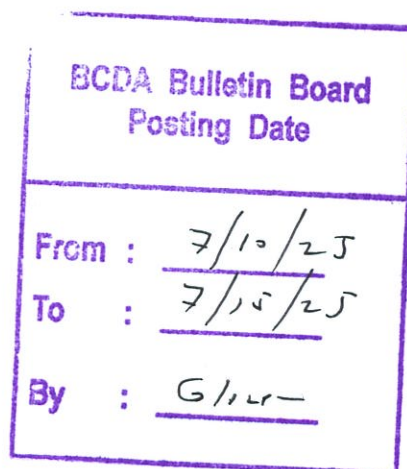 BCDA Bulletin Board
Posting Date
From : 7/10/25
To : 7/15/25
By :